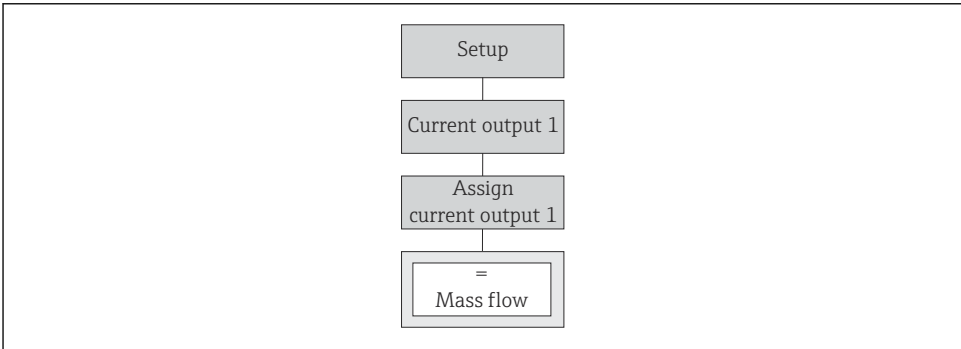 Setup
Current output 1
Assign
current output 1
=
Mass flow